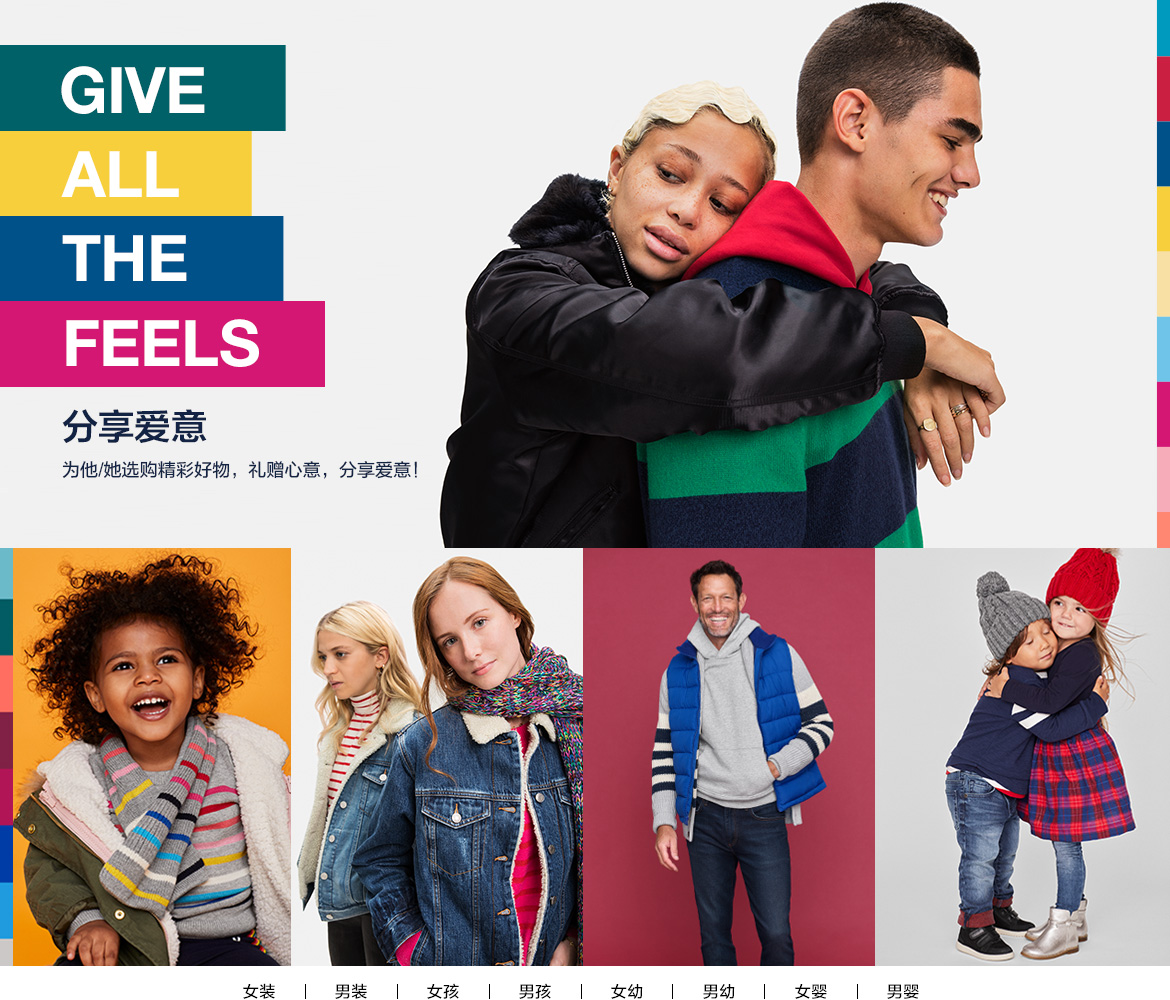 GIVE
ALL
THE
FEELS
分享爱意
为他/她选购精彩好物，礼赠心意，分享爱意！
女装 | 男装 | 女孩 | 男孩 | 女幼 | 男幼 | 女婴 | 男婴